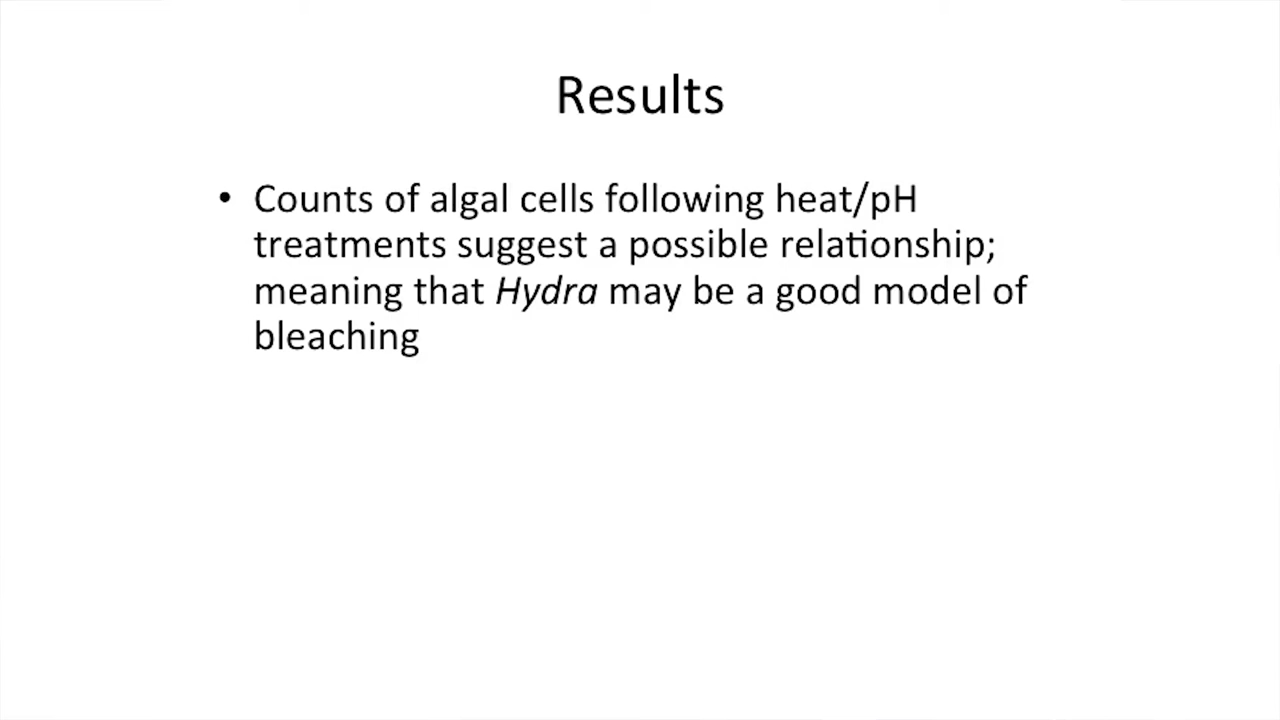 Results
• Counts of algal cells following heat/pH
treatments suggest a possible relationship;
meaning that Hydra may be a good model of
bleaching